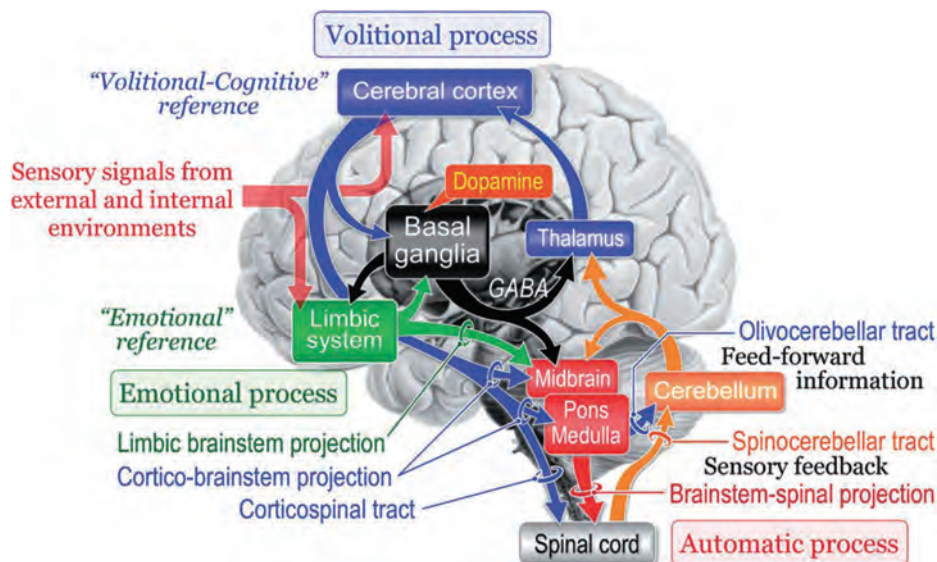 Volitional process
“Volitional-Cognitive”
reference
Cerebral cortex
Sensory signals from
external and internal
environments
Dopamine
Basal
ganglia
Thalamus
GABA
“Emotional”
reference
Limbic
system
Emotional process
Midbrain
Pons
Medulla
Cerebellum
Olivocerebellar tract
Feed-forward
information
Limbic brainstem projection
Cortico-brainstem projection
Corticospinal tract
Spinocerebellar tract
Sensory feedback
Brainstem-spinal projection
Spinal cord
Automatic process